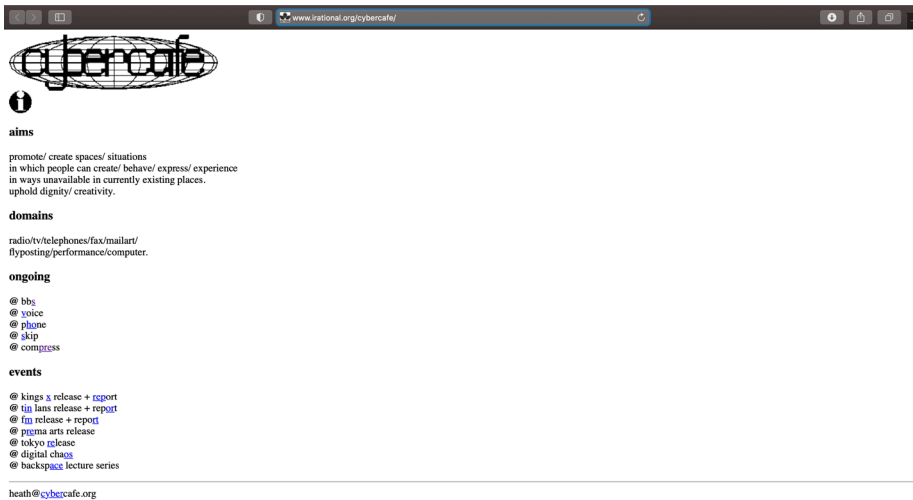 www.irational.org/cybercafe/
cybercafe
i
aims
promote/ create spaces/ situations
in which people can create/ behave/ express/ experience
in ways unavailable in currently existing places.
uphold dignity/ creativity.
domains
radio/tv/telephones/fax/mailart/
flyposting/performance/computer.
ongoing
@ bbs
@ voice
@ phone
@ skip
@ compress
events
@ kings x release + report
@ tin lans release + report
@ fm release + report
@ prema arts release
@ tokyo release
@ digital chaos
@ backspace lecture series
heath@cybercafe.org